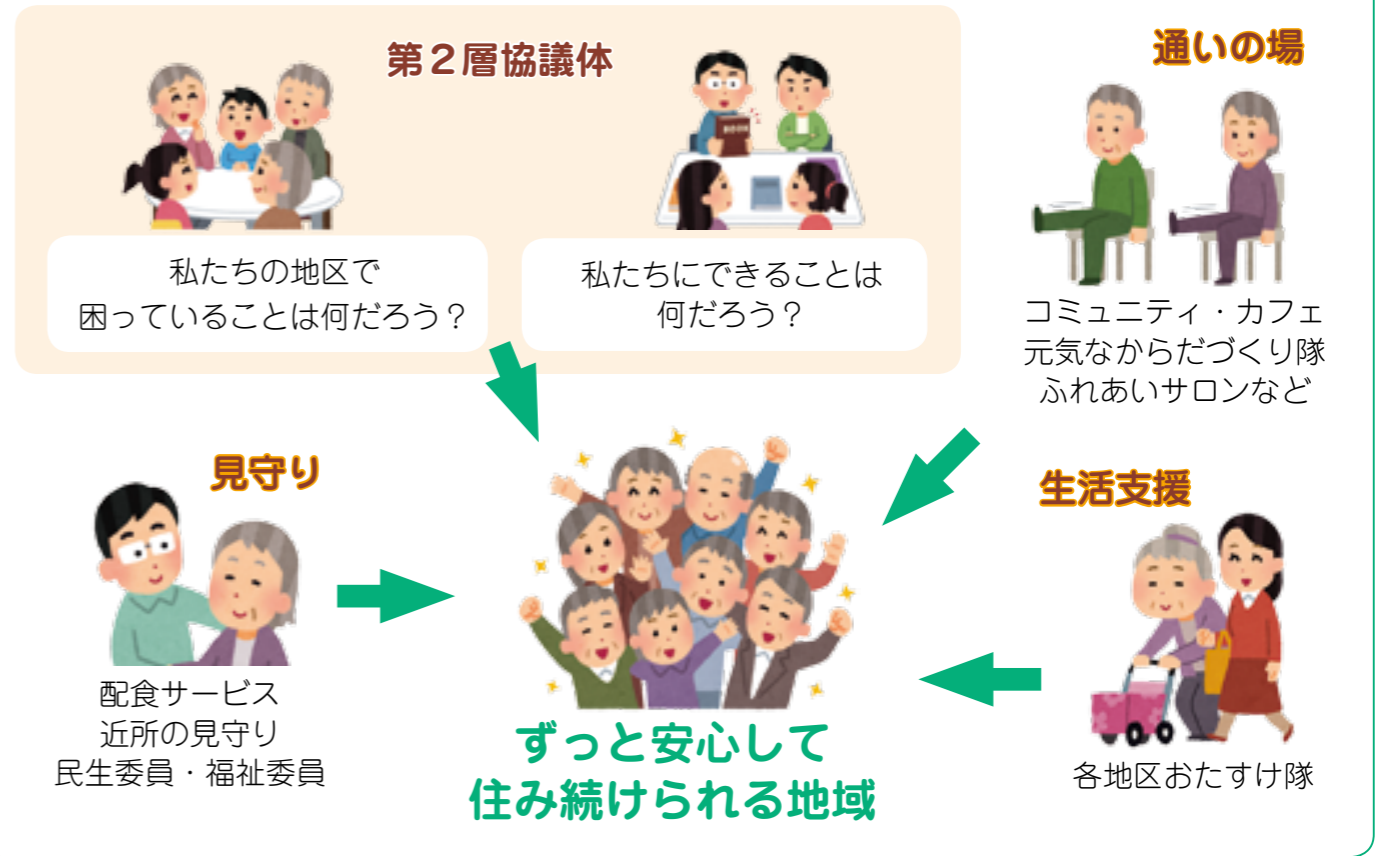 第２層協議体
私たちの地区で
困っていることは何だろう？
私たちにできることは
何だろう？
通いの場
コミュニティ・カフェ
元気なからだづくり隊
ふれあいサロンなど
見守り
配食サービス
近所の見守り
民生委員・福祉委員
生活支援
各地区おたすけ隊
ずっと安心して
住み続けられる地域
BOOK